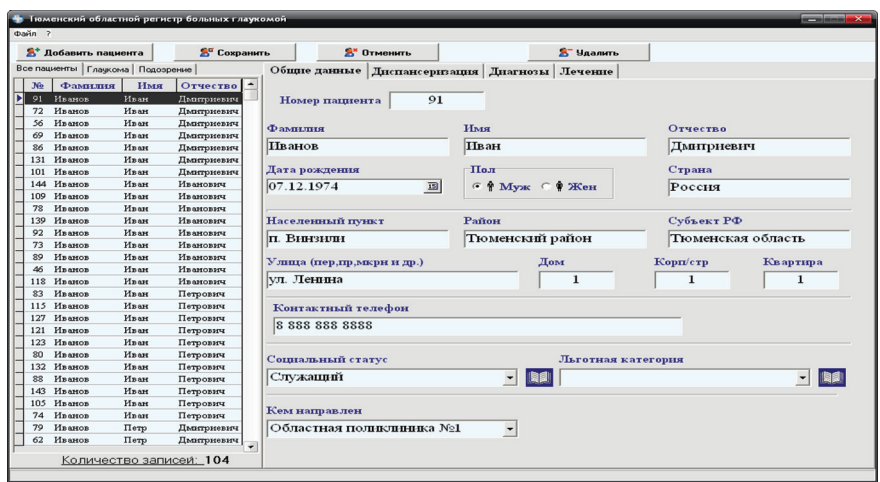 Тюменский областной регистр больных глаукомой
Файл ?
Добавить пациента Сохранить Отменить Удалить
Все пациенты Глаукома Подозрение
№ Фамилия Имя Отчество
91 Иванов Иван Дмитриевич
72 Иванов Иван Дмитриевич
56 Иванов Иван Дмитриевич
69 Иванов Иван Дмитриевич
86 Иванов Иван Дмитриевич
131 Иванов Иван Дмитриевич
101 Иванов Иван Дмитриевич
144 Иванов Иван Иванович
109 Иванов Иван Иванович
78 Иванов Иван Иванович
139 Иванов Иван Иванович
92 Иванов Иван Иванович
73 Иванов Иван Иванович
89 Иванов Иван Иванович
46 Иванов Иван Иванович
118 Иванов Иван Иванович
83 Иванов Иван Петрович
115 Иванов Иван Петрович
127 Иванов Иван Петрович
121 Иванов Иван Петрович
123 Иванов Иван Петрович
80 Иванов Иван Петрович
132 Иванов Иван Петрович
88 Иванов Иван Петрович
143 Иванов Иван Петрович
105 Иванов Иван Петрович
74 Иванов Иван Петрович
79 Иванов Петр Дмитриевич
62 Иванов Петр Дмитриевич
Количество записей: 104
Общие данные Диспансеризация Диагнозы Лечение
Номер пациента 91
Фамилия Имя Отчество
Иванов Иван Дмитриевич
Дата рождения Пол Страна
07.12.1974 Муж Жен Россия
Населенный пункт Район Субъект РФ
п. Винзили Тюменский район Тюменская область
Улица (пер,пр,мкрн и др.) Дом Корп/стр Квартира
ул. Ленина 1 1 1
Контактный телефон
8 888 888 8888
Социальный статус Льготная категория
Служащий
Кем направлен
Областная поликлиника №1